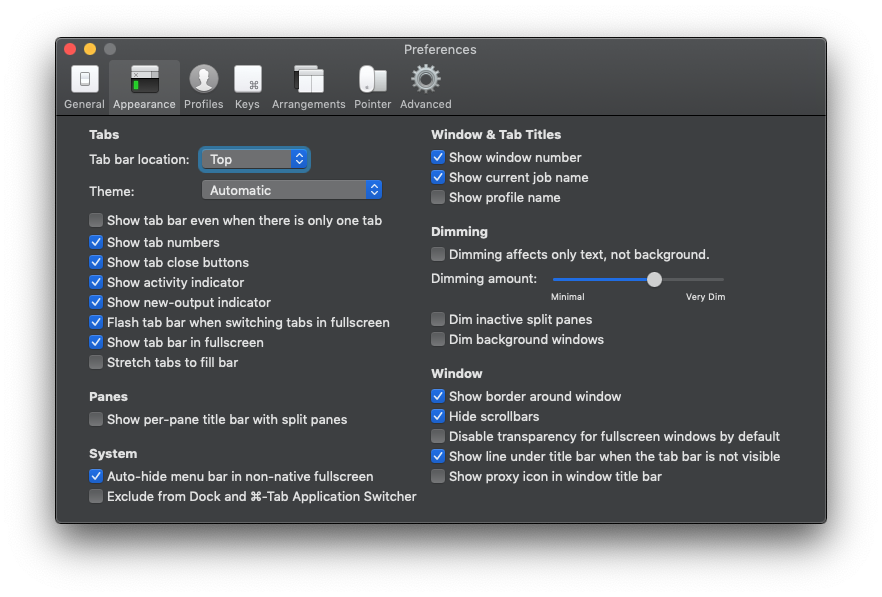 Preferences
General Appearance Profiles Keys Arrangements Pointer Advanced
Tabs
Tab bar location: Top
Theme: Automatic
Show tab bar even when there is only one tab
Show tab numbers
Show tab close buttons
Show activity indicator
Show new-output indicator
Flash tab bar when switching tabs in fullscreen
Show tab bar in fullscreen
Stretch tabs to fill bar
Panes
Show per-pane title bar with split panes
System
Auto-hide menu bar in non-native fullscreen
Exclude from Dock and ⌘-Tab Application Switcher
Window & Tab Titles
Show window number
Show current job name
Show profile name
Dimming
Dimming affects only text, not background.
Dimming amount:
Minimal Very Dim
Dim inactive split panes
Dim background windows
Window
Show border around window
Hide scrollbars
Disable transparency for fullscreen windows by default
Show line under title bar when the tab bar is not visible
Show proxy icon in window title bar